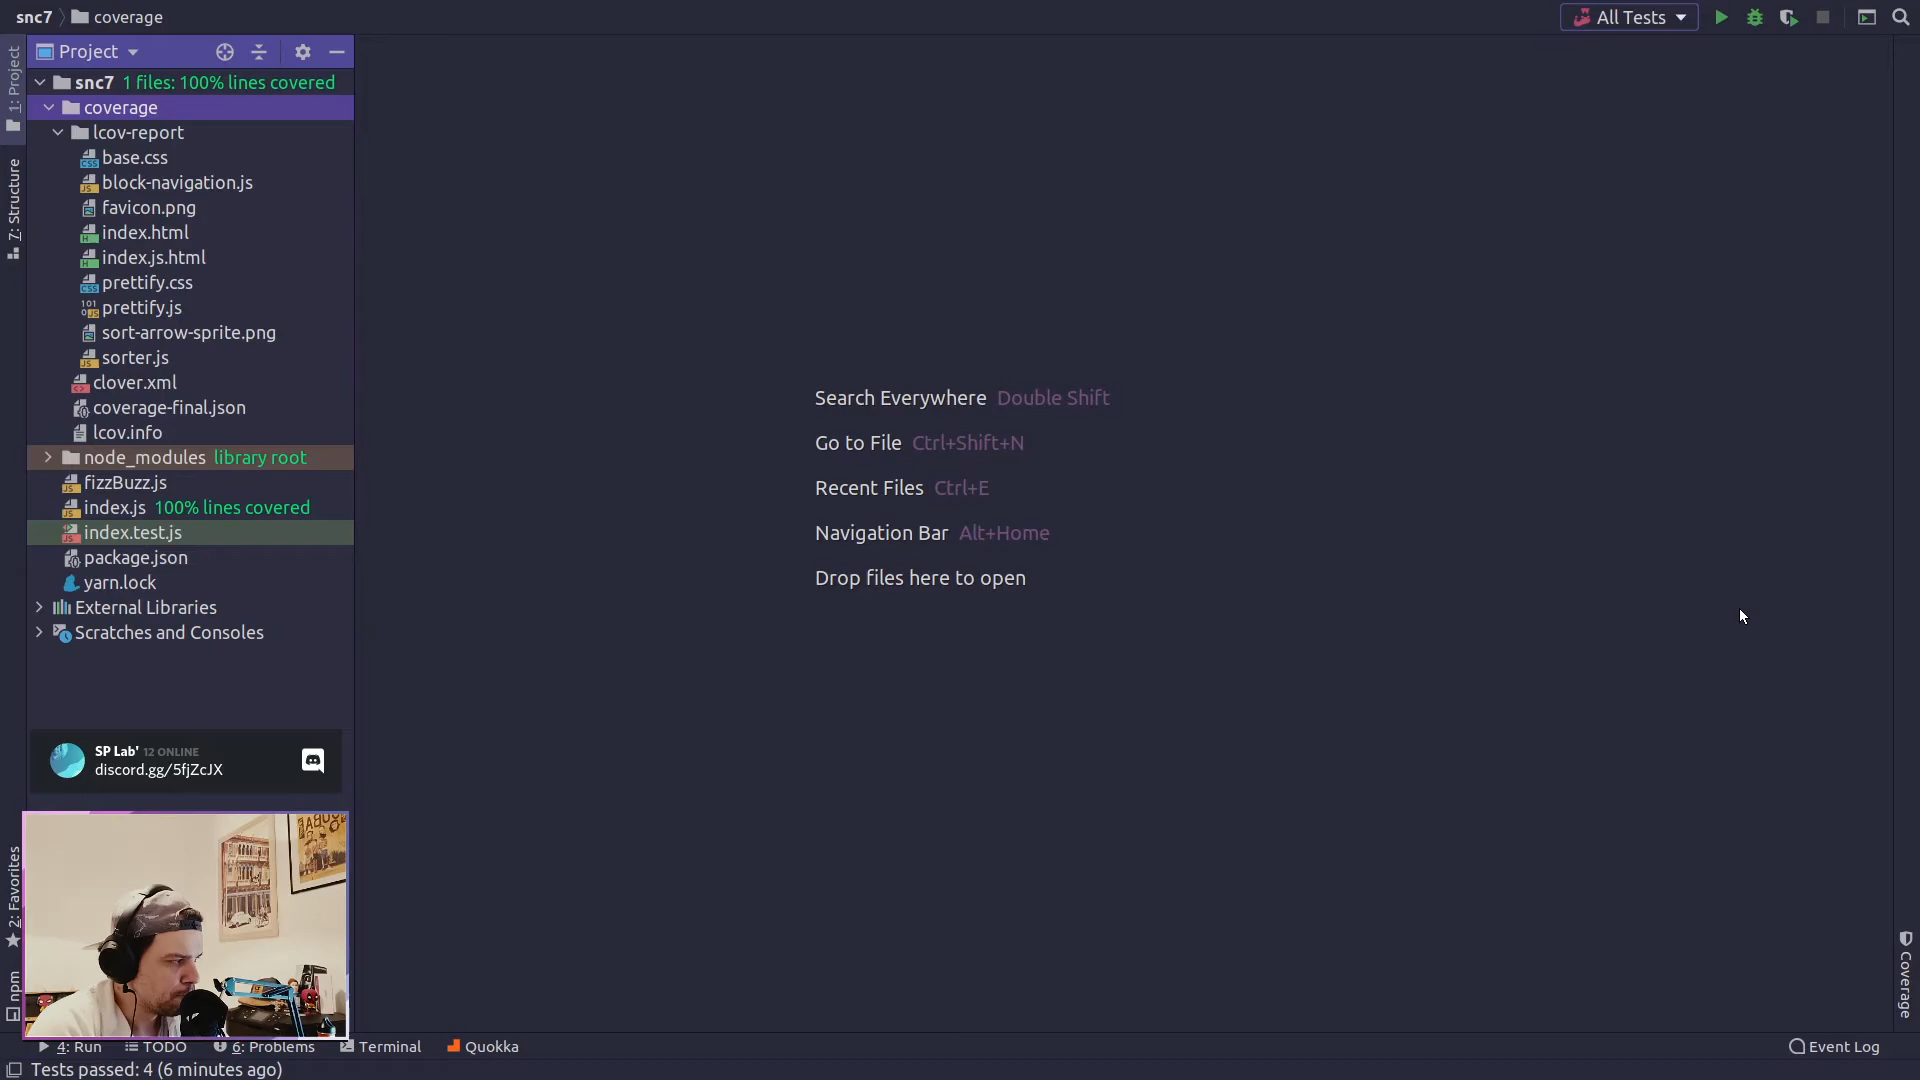 snc7
coverage
All Tests
Project
1: Project
snc7 1 files: 100% lines covered
coverage
lcov-report
base.css
block-navigation.js
favicon.png
index.html
index.js.html
prettify.css
prettify.js
sort-arrow-sprite.png
sorter.js
clover.xml
coverage-final.json
lcov.info
node_modules library root
fizzBuzz.js
index.js 100% lines covered
index.test.js
package.json
yarn.lock
External Libraries
Scratches and Consoles
7: Structure
Search Everywhere Double Shift
Go to File Ctrl+Shift+N
Recent Files Ctrl+E
Navigation Bar Alt+Home
Drop files here to open
SP Lab' 12 ONLINE
discord.gg/5fjZcJX
2: Favorites
npm
Coverage
4: Run
TODO
6: Problems
Terminal
Quokka
Event Log
Tests passed: 4 (6 minutes ago)